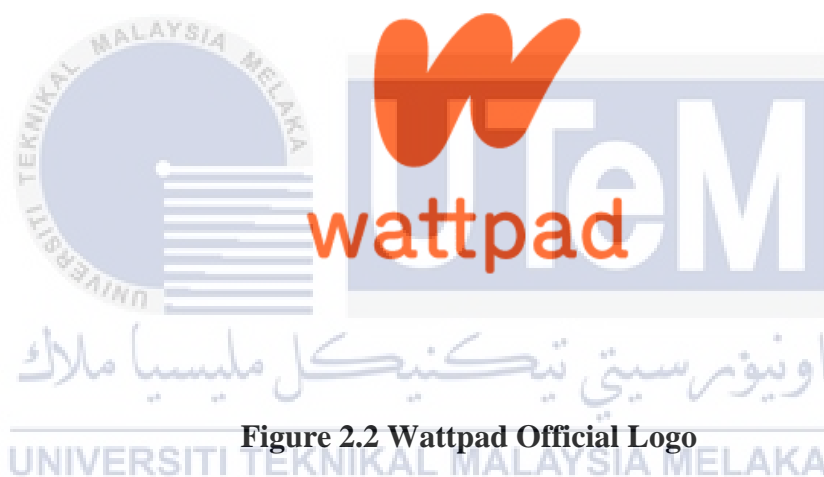 UNIVERSITI TEKNIKAL MALAYSIA MELAKA
UTeM
wattpad
اونيۏرسيتي تيكنيكل مليسيا ملاك
Figure 2.2 Wattpad Official Logo
UNIVERSITI TEKNIKAL MALAYSIA MELAKA